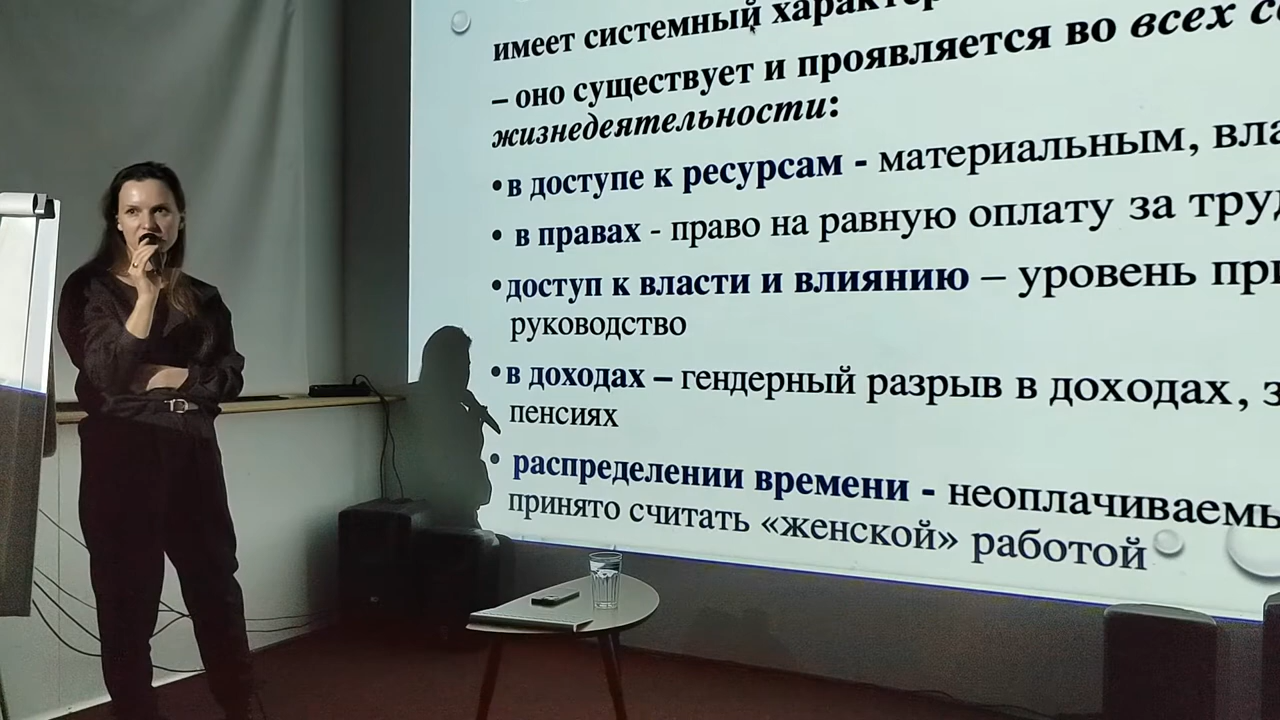 имеет системный характер
– оно существует и проявляется во всех
жизнедеятельности:
• в доступе к ресурсам - материальным,
• в правах - право на равную оплату за
• доступ к власти и влиянию – уровень
руководство
• в доходах – гендерный разрыв в доходах,
пенсиях
• распределении времени -
принято считать «женской» работой